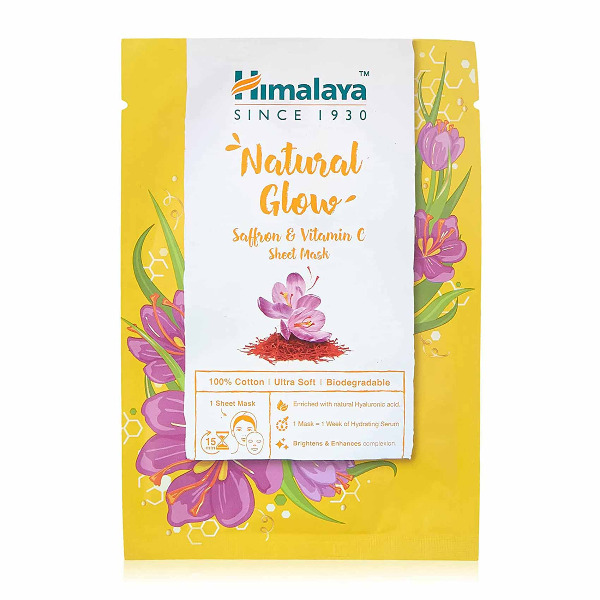 Himalaya™
SINCE 1930
Natural
Glow
Saffron & Vitamin C
Sheet Mask
100% Cotton | Ultra Soft | Biodegradable
1 Sheet Mask
15
min
Enriched with natural Hyaluronic acid.
1 Mask = 1 Week of Hydrating Serum
Brightens & Enhances complexion